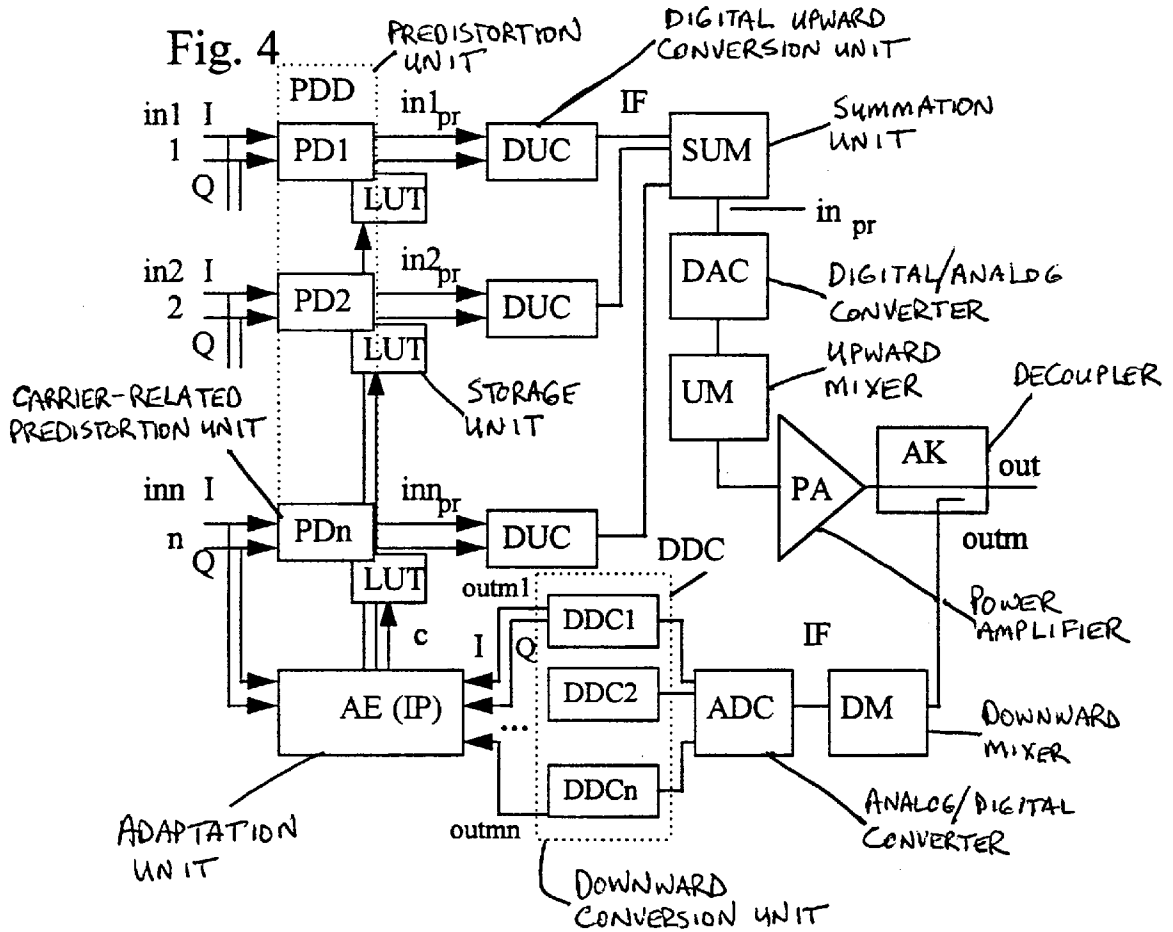 Fig. 4
PREDISTORTION
UNIT
DIGITAL UPWARD
CONVERSION UNIT
PDD
in1 I
1
Q
PD1
LUT
in1pr
DUC
IF
SUM
SUMMATION
UNIT
inpr
in2 I
2
Q
PD2
LUT
in2pr
DUC
DAC
DIGITAL/ANALOG
CONVERTER
STORAGE
UNIT
UM
UPWARD
MIXER
DECOUPLER
CARRIER-RELATED
PREDISTORTION UNIT
PA
AK
out
outm
inn I
n
Q
PDn
LUT
innpr
DUC
DDC
POWER
AMPLIFIER
outm1
c
I
Q
DDC1
DDC2
...
DDCn
outmn
AE (IP)
ADC
IF
DM
DOWNWARD
MIXER
ANALOG/DIGITAL
CONVERTER
ADAPTATION
UNIT
DOWNWARD
CONVERSION UNIT